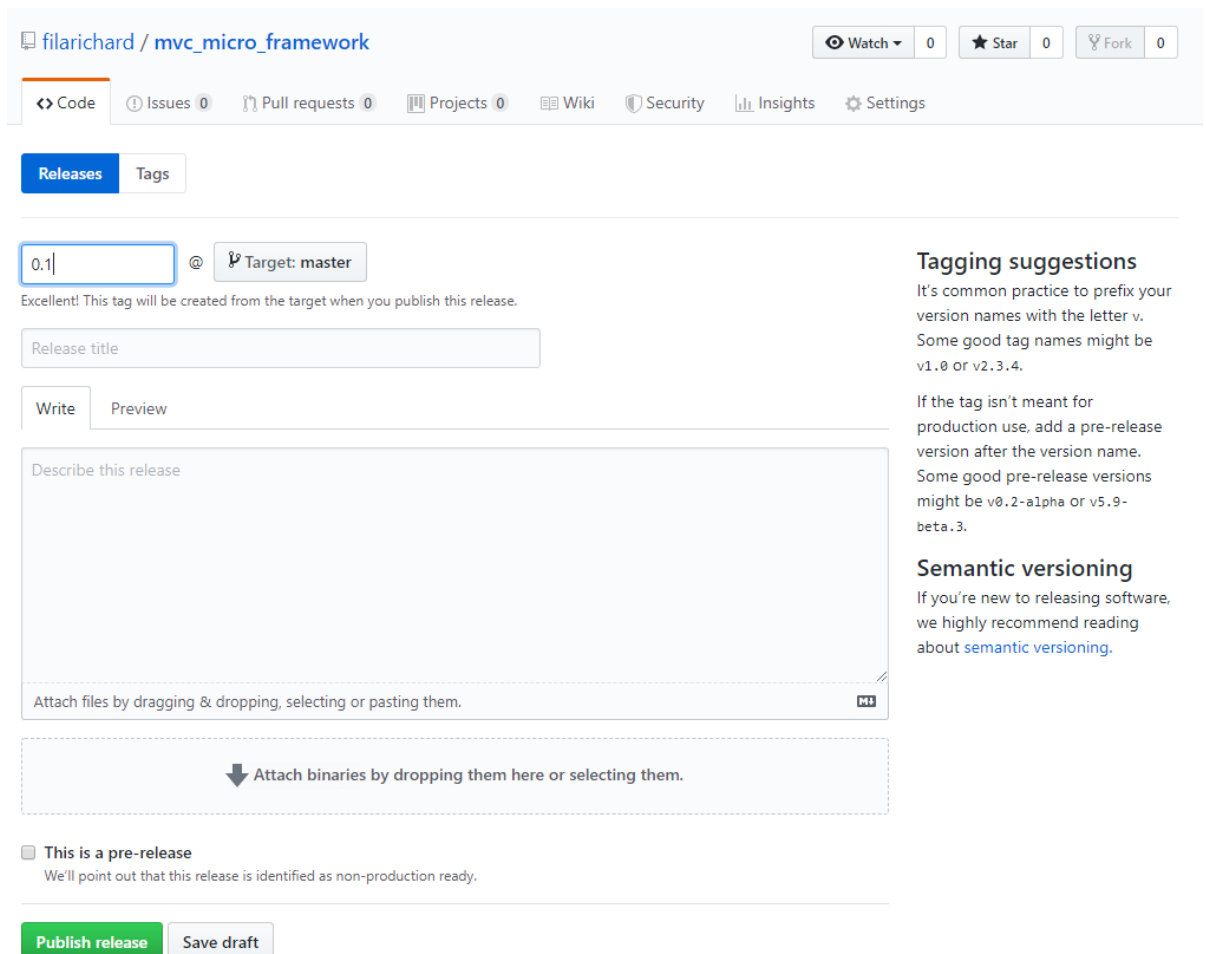 filarichard / mvc_micro_framework
Watch 0 Star 0 Fork 0
Code Issues 0 Pull requests 0 Projects 0 Wiki Security Insights Settings
Releases Tags
0.1 @ Target: master
Excellent! This tag will be created from the target when you publish this release.
Release title
Write Preview
Describe this release
Attach files by dragging & dropping, selecting or pasting them.
M
Attach binaries by dropping them here or selecting them.
This is a pre-release
We'll point out that this release is identified as non-production ready.
Publish release Save draft
Tagging suggestions
It's common practice to prefix your
version names with the letter v.
Some good tag names might be
v1.0 or v2.3.4.
If the tag isn't meant for
production use, add a pre-release
version after the version name.
Some good pre-release versions
might be v0.2-alpha or v5.9-
beta.3.
Semantic versioning
If you're new to releasing software,
we highly recommend reading
about semantic versioning.